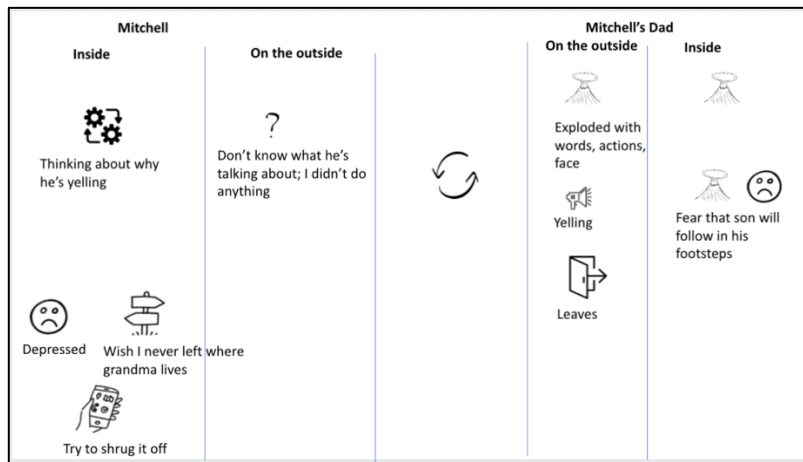 Mitchell
Mitchell's Dad
Inside
On the outside
On the outside
Inside
Thinking about why
he's yelling
?
Don't know what he's
talking about; I didn't do
anything
Exploded with
words, actions,
face
Yelling
Leaves
Fear that son will
follow in his
footsteps
Depressed
Wish I never left where
grandma lives
Try to shrug it off